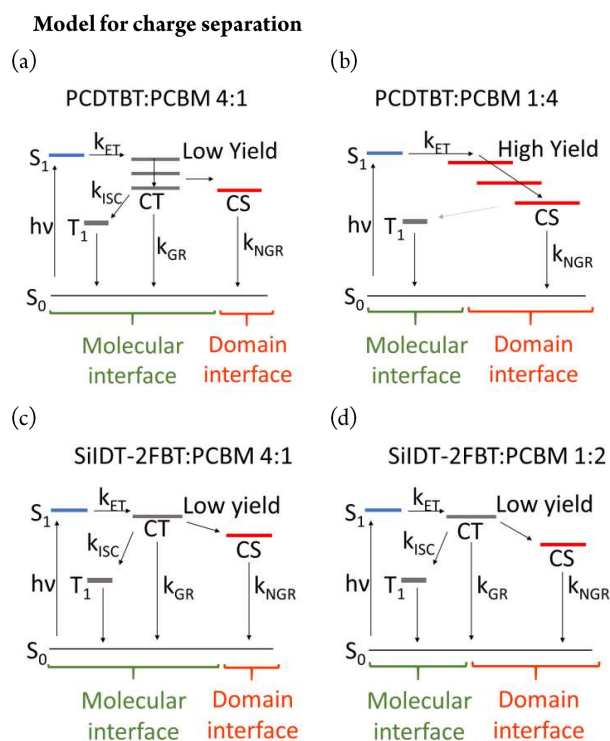 Model for charge separation
(a)
PCDTBT:PCBM 4:1
S1
kET
Low Yield
kISC
CT
CS
hν
T1
kGR
kNGR
S0
Molecular
interface
Domain
interface
(b)
PCDTBT:PCBM 1:4
S1
kET
High Yield
CS
hν
T1
kNGR
S0
Molecular
interface
Domain
interface
(c)
SiIDT-2FBT:PCBM 4:1
S1
kET
Low yield
CT
kISC
CS
hν
T1
kGR
kNGR
S0
Molecular
interface
Domain
interface
(d)
SiIDT-2FBT:PCBM 1:2
S1
kET
Low yield
CT
kISC
CS
hν
T1
kGR
kNGR
S0
Molecular
interface
Domain
interface